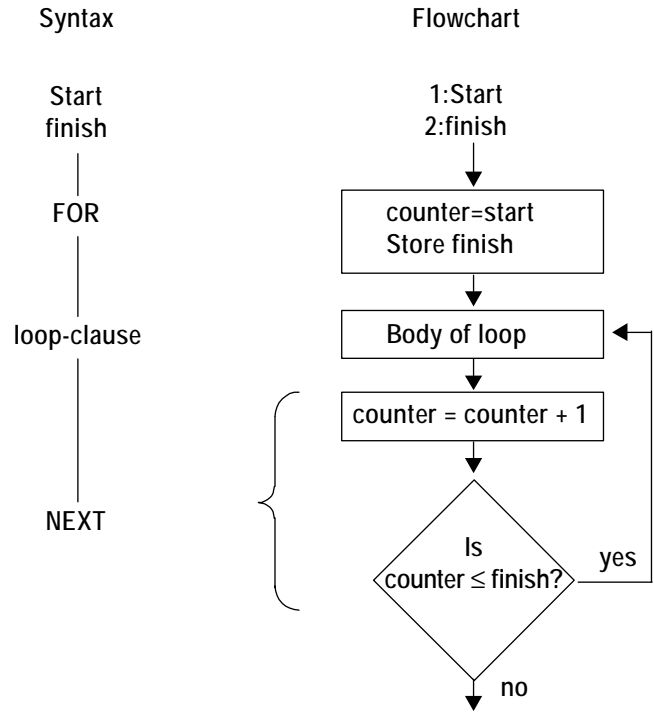 Syntax
Flowchart
Start
finish
FOR
loop-clause
NEXT
1:Start
2:finish
counter=start
Store finish
Body of loop
counter = counter + 1
Is
counter ≤ finish?
yes
no